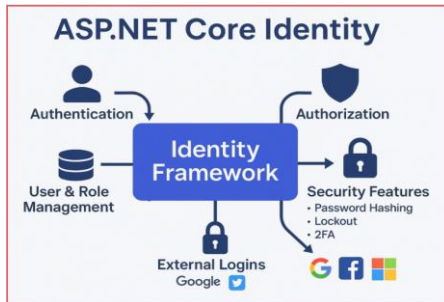 ASP.NET Core Identity
Authentication
Authorization
Identity
Framework
User & Role
Management
Security Features
• Password Hashing
• Lockout
• 2FA
External Logins
Google